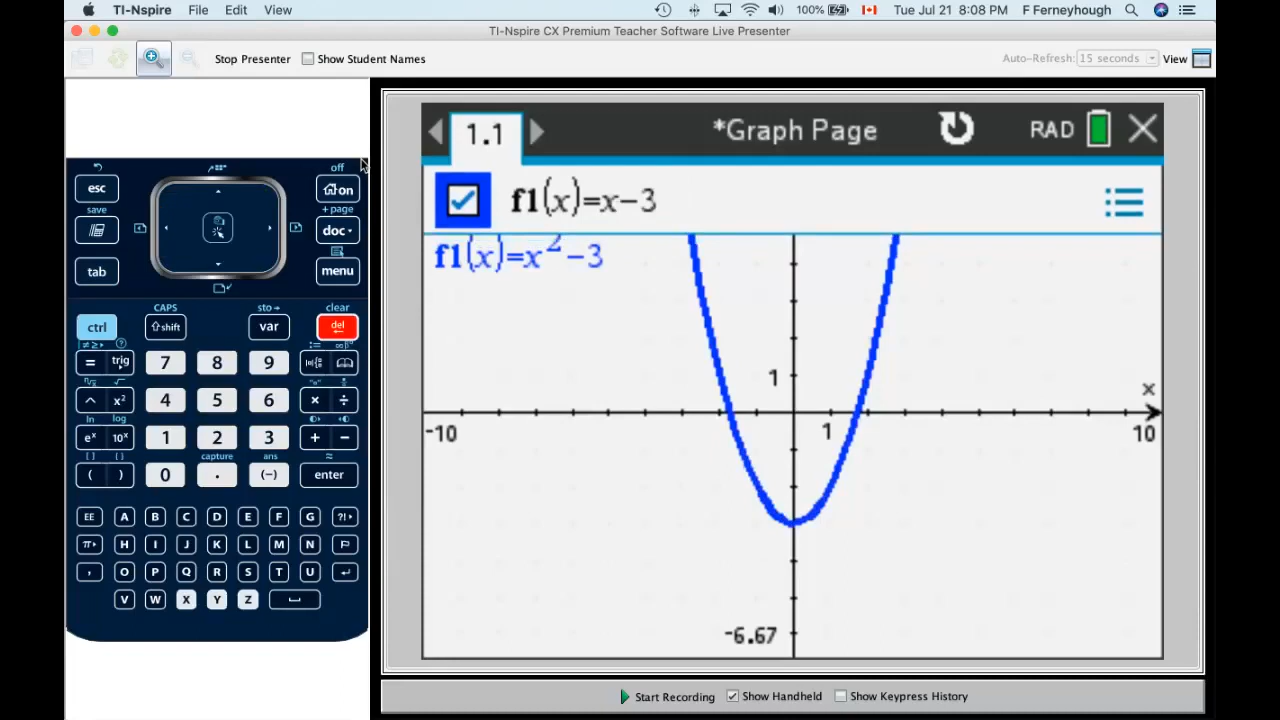 TI-Nspire File Edit View 100% Tue Jul 21 8:08 PM F Ferneyhough
TI-Nspire CX Premium Teacher Software Live Presenter
Stop Presenter Show Student Names Auto-Refresh: 15 seconds View
1.1 *Graph Page RAD
f1(x)=x-3
f1(x)=x²-3
1
x
-10 1 10
-6.67
off
esc on
save +page
doc
tab menu
CAPS sto→ clear
ctrl shift var del
= trig 7 8 9
^ x² 4 5 6 × ÷
ln log
eˣ 10ˣ 1 2 3 + −
[ ] { } capture ans ≈
( ) 0 . (−) enter
EE A B C D E F G ?!
π H I J K L M N
, O P Q R S T U
V W X Y Z
Start Recording Show Handheld Show Keypress History